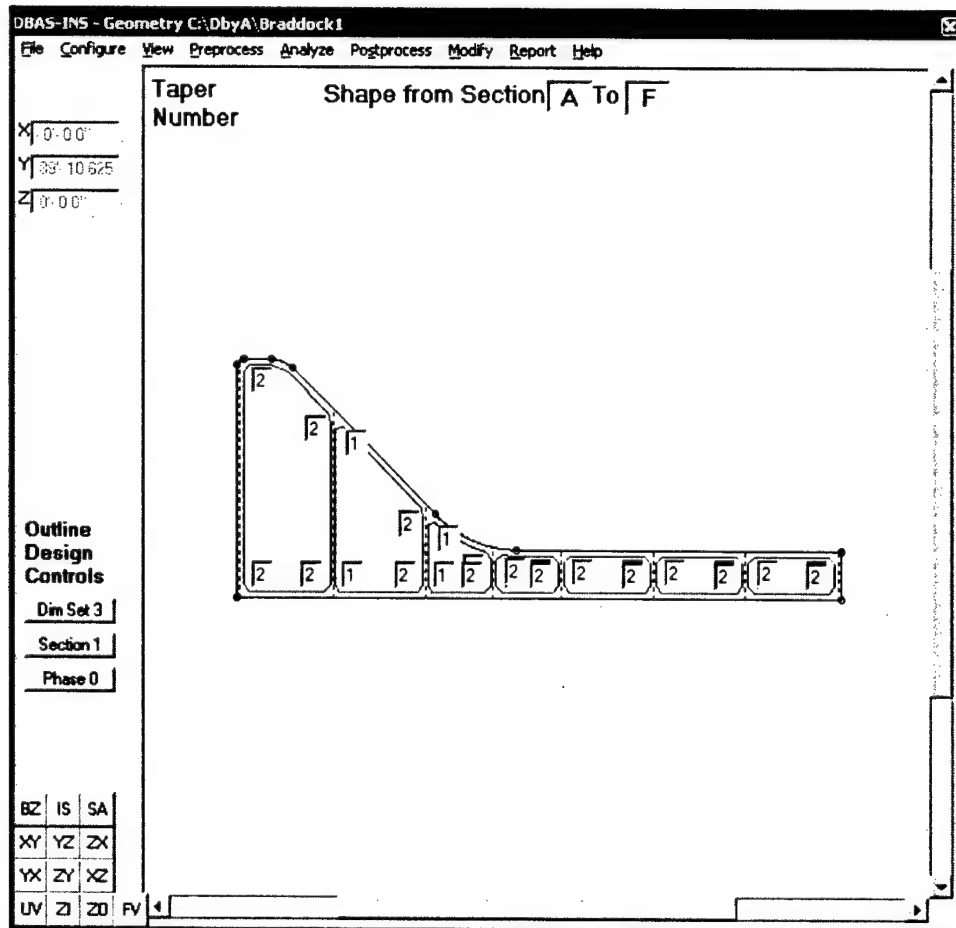 DBAS-INS - Geometry C:\DbyA\Braddock1
File Configure View Preprocess Analyze Postprocess Modify Report Help
Taper Number
Shape from Section A To F
X 0'- 0 0"
Y 10 625
Z 0'- 0 0"
2
2 1
2 1
2 2 1 2 1 2 2 2 2 2 2 2 2 2
Outline
Design
Controls
Dim Set 3
Section 1
Phase 0
BZ IS SA
XY YZ ZX
YX ZY XZ
UV ZI ZO FV